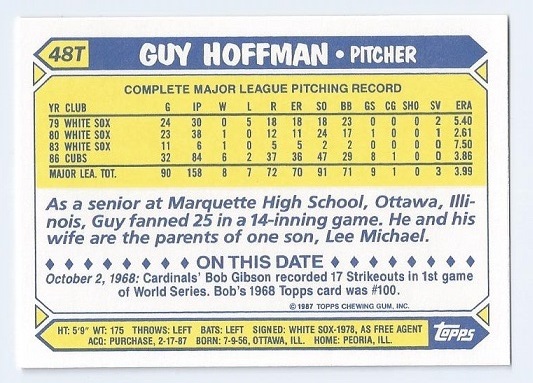 48T
GUY HOFFMAN • PITCHER
COMPLETE MAJOR LEAGUE PITCHING RECORD
YR CLUB G IP W L R ER SO BB GS CG SHO SV ERA
79 WHITE SOX 24 30 0 5 18 18 18 23 0 0 0 2 5.40
80 WHITE SOX 23 38 1 0 12 11 24 17 0 0 0 1 2.61
83 WHITE SOX 11 6 1 0 5 5 2 2 0 0 0 0 7.50
86 CUBS 32 84 6 2 37 36 47 29 8 1 0 0 3.86
MAJOR LEA. TOT. 90 158 8 7 72 70 91 71 9 1 0 3 3.99
As a senior at Marquette High School, Ottawa, Illi-
nois, Guy fanned 25 in a 14-inning game. He and his
wife are the parents of one son, Lee Michael.
ON THIS DATE
October 2, 1968: Cardinals' Bob Gibson recorded 17 Strikeouts in 1st game
of World Series. Bob's 1968 Topps card was #100.
© 1987 TOPPS CHEWING GUM, INC.
HT: 5'9" WT: 175 THROWS: LEFT BATS: LEFT SIGNED: WHITE SOX-1978, AS FREE AGENT
ACQ: PURCHASE, 2-17-87 BORN: 7-9-56, OTTAWA, ILL. HOME: PEORIA, ILL.
Topps